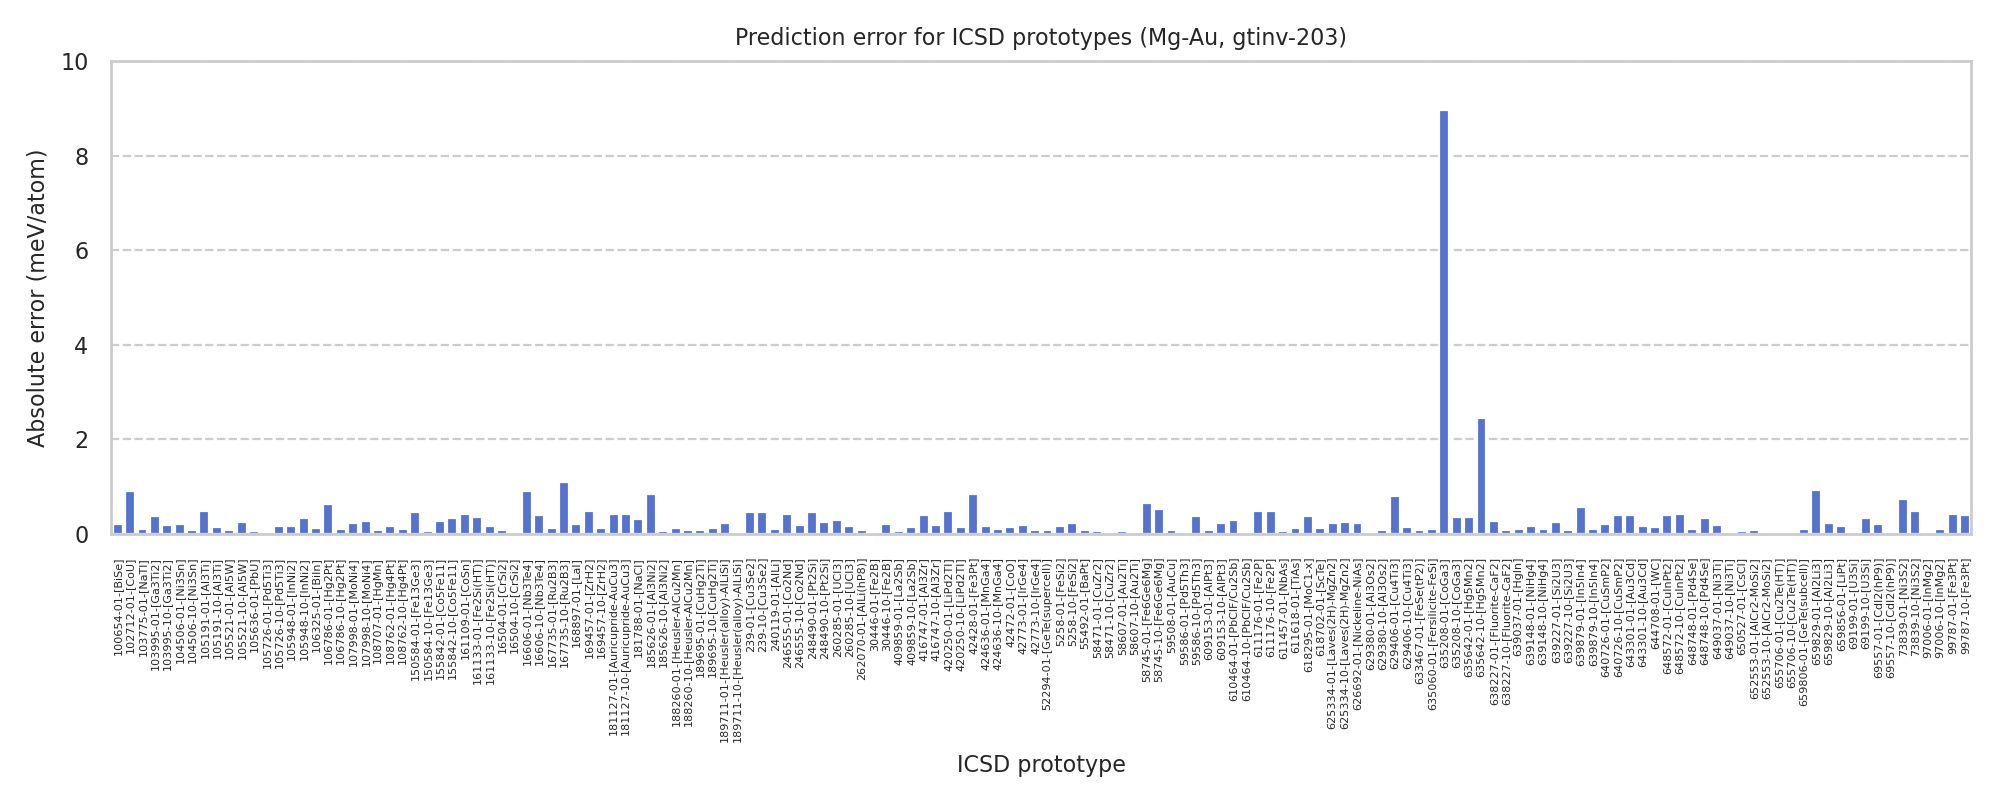 Prediction error for ICSD prototypes (Mg-Au, gtinv-203)
Absolute error (meV/atom)
10
8
6
4
2
0
100654-01-[BiSe]
102712-01-[CoU]
103775-01-[NaTl]
103995-01-[Ga3Ti2]
103995-10-[Ga3Ti2]
104506-01-[Ni3Sn]
104506-10-[Ni3Sn]
105191-01-[Al3Ti]
105191-10-[Al3Ti]
105521-01-[Al5W]
105521-10-[Al5W]
105636-01-[PbU]
105726-01-[Pd5Ti3]
105726-10-[Pd5Ti3]
105948-01-[InNi2]
105948-10-[InNi2]
106325-01-[BiIn]
106786-01-[Hg2Pt]
106786-10-[Hg2Pt]
107998-01-[MoNi4]
107998-10-[MoNi4]
108707-01-[HgMn]
108762-01-[Hg4Pt]
108762-10-[Hg4Pt]
150584-01-[Fe13Ge3]
150584-10-[Fe13Ge3]
155842-01-[Co5Fe11]
155842-10-[Co5Fe11]
161109-01-[CoSn]
161133-01-[Fe2Si(HT)]
161133-10-[Fe2Si(HT)]
16504-01-[CrSi2]
16504-10-[CrSi2]
16606-01-[Nb3Te4]
16606-10-[Nb3Te4]
167735-01-[Ru2B3]
167735-10-[Ru2B3]
168897-01-[LaI]
169457-01-[ZrH2]
169457-10-[ZrH2]
181127-01-[Auricupride-AuCu3]
181127-10-[Auricupride-AuCu3]
181788-01-[NaCl]
185626-01-[Al3Ni2]
185626-10-[Al3Ni2]
188260-01-[Heusler-AlCu2Mn]
188260-10-[Heusler-AlCu2Mn]
189695-01-[CuHg2Ti]
189695-10-[CuHg2Ti]
189711-01-[Heusler(alloy)-AlLiSi]
189711-10-[Heusler(alloy)-AlLiSi]
239-01-[Cu3Se2]
239-10-[Cu3Se2]
240119-01-[AlLi]
246555-01-[Co2Nd]
246555-10-[Co2Nd]
248490-01-[Pt2Si]
248490-10-[Pt2Si]
260285-01-[UCl3]
260285-10-[UCl3]
262070-01-[AlLi(hP8)]
30446-01-[Fe2B]
30446-10-[Fe2B]
409859-01-[La2Sb]
409859-10-[La2Sb]
416747-01-[Al3Zr]
416747-10-[Al3Zr]
420250-01-[LiPd2Tl]
420250-10-[LiPd2Tl]
42428-01-[Fe3Pt]
424636-01-[MnGa4]
424636-10-[MnGa4]
42472-01-[CoO]
42773-01-[IrGe4]
42773-10-[IrGe4]
52294-01-[GeTe(supercell)]
5258-01-[FeSi2]
5258-10-[FeSi2]
55492-01-[BaPt]
58471-01-[CuZr2]
58471-10-[CuZr2]
58607-01-[Au2Ti]
58607-10-[Au2Ti]
58745-01-[Fe6Ge6Mg]
58745-10-[Fe6Ge6Mg]
59508-01-[AuCu]
59586-01-[Pd5Th3]
59586-10-[Pd5Th3]
609153-01-[AlPt3]
609153-10-[AlPt3]
610464-01-[PbClF/Cu2Sb]
610464-10-[PbClF/Cu2Sb]
611176-01-[Fe2P]
611176-10-[Fe2P]
611457-01-[NbAs]
611618-01-[TiAs]
618295-01-[MoC1-x]
618702-01-[ScTe]
625334-01-[Laves(2H)-MgZn2]
625334-10-[Laves(2H)-MgZn2]
626692-01-[Nickeline-NiAs]
629380-01-[Al3Os2]
629380-10-[Al3Os2]
629406-01-[Cu4Ti3]
629406-10-[Cu4Ti3]
633467-01-[FeSe(tP2)]
635060-01-[Fersilicite-FeSi]
635208-01-[CoGa3]
635208-10-[CoGa3]
635642-01-[Hg5Mn2]
635642-10-[Hg5Mn2]
638227-01-[Fluorite-CaF2]
638227-10-[Fluorite-CaF2]
639037-01-[HgIn]
639148-01-[NiHg4]
639148-10-[NiHg4]
639227-01-[Si2U3]
639227-10-[Si2U3]
639879-01-[In5In4]
639879-10-[In5In4]
640726-01-[CuSmP2]
640726-10-[CuSmP2]
643301-01-[Au3Cd]
643301-10-[Au3Cd]
644708-01-[WC]
648572-01-[CuInPt2]
648572-10-[CuInPt2]
648748-01-[Pd4Se]
648748-10-[Pd4Se]
649037-01-[Ni3Ti]
649037-10-[Ni3Ti]
650527-01-[CsCl]
652553-01-[AlCr2-MoSi2]
652553-10-[AlCr2-MoSi2]
655706-01-[Cu2Te(HT)]
655706-10-[Cu2Te(HT)]
659806-01-[GeTe(subcell)]
659829-01-[Al2Li3]
659829-10-[Al2Li3]
659856-01-[LiPt]
69199-01-[U3Si]
69199-10-[U3Si]
69557-01-[CdI2(hP9)]
69557-10-[CdI2(hP9)]
73839-01-[Ni3S2]
73839-10-[Ni3S2]
97006-01-[InMg2]
97006-10-[InMg2]
99787-01-[Fe3Pt]
99787-10-[Fe3Pt]
ICSD prototype